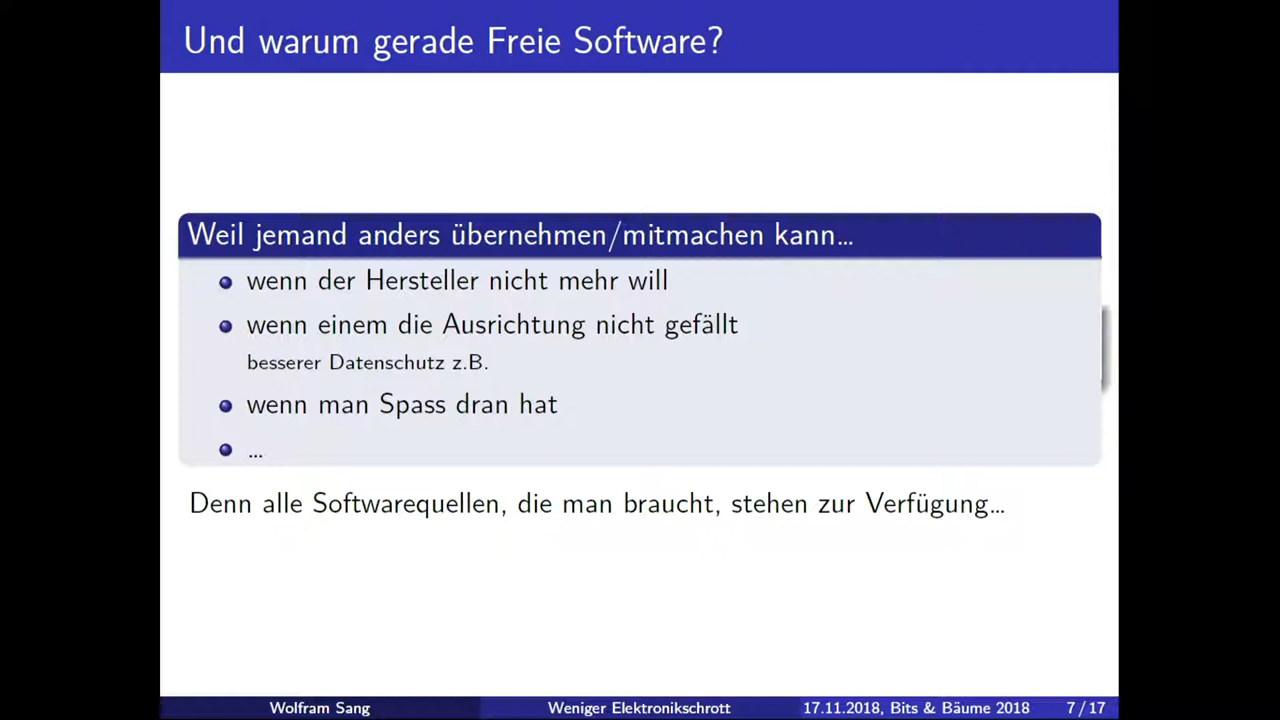 Und warum gerade Freie Software?
Weil jemand anders übernehmen/mitmachen kann...
wenn der Hersteller nicht mehr will
wenn einem die Ausrichtung nicht gefällt
besserer Datenschutz z.B.
wenn man Spass dran hat
...
Denn alle Softwarequellen, die man braucht, stehen zur Verfügung...
Wolfram Sang Weniger Elektronikschrott 17.11.2018, Bits & Bäume 2018 7 / 17